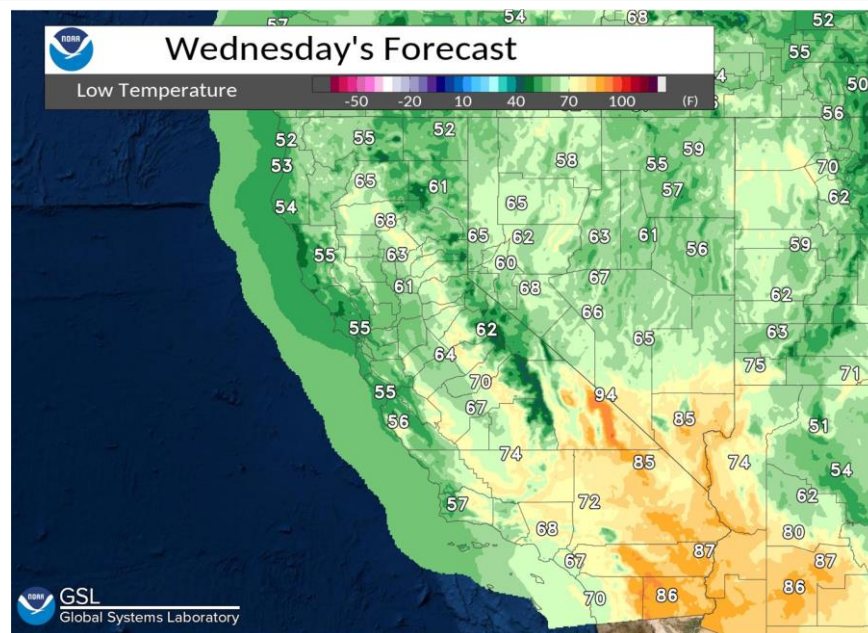 57 54 68 52
NOAA
Wednesday's Forecast
55
Low Temperature
-50 -20 10 40 70 100 (F)
50
56
52 55 52
53 58 55 59
65 61 70
54 65 57 62
68
55 63 65 62 63 61 56 59
61 60 68 67
62
55 62 66 63
64 65
70 75 71
55 67 94
56 85 51
74 85 74 54
57 72 62
68 80
67 87 87
70 86 86
NOAA
GSL
Global Systems Laboratory